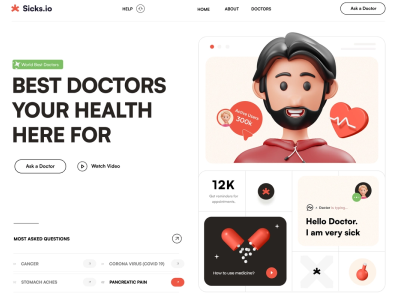 Sicks.io
HELP
HOME
ABOUT
DOCTORS
Ask a Doctor
World Best Doctors
BEST DOCTORS
YOUR HEALTH
HERE FOR
Ask a Doctor
Watch Video
Active Users
300k
12K
Get remindes for
appointments.
A Doctor is typing...
Hello Doctor.
I am very sick
How to use medicine?
MOST ASKED QUESTIONS
CANCER
CORONA VIRUS (COVID 19)
STOMACH ACHES
PANCREATIC PAIN